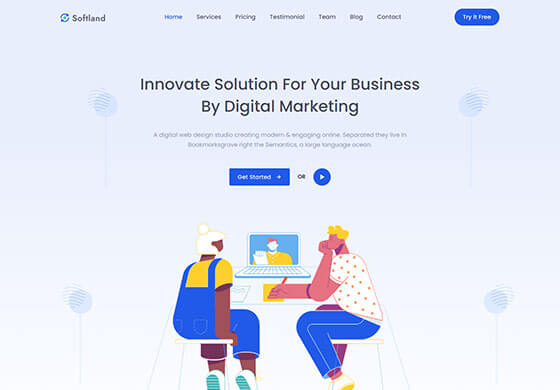 Softland
Home Services Pricing Testimonial Team Blog Contact
Try it Free
Innovate Solution For Your Business
By Digital Marketing
A digital web design studio creating modern & engaging online. Separated they live in
Bookmarksgrove right the Semantics, a large language ocean.
Get Started → OR